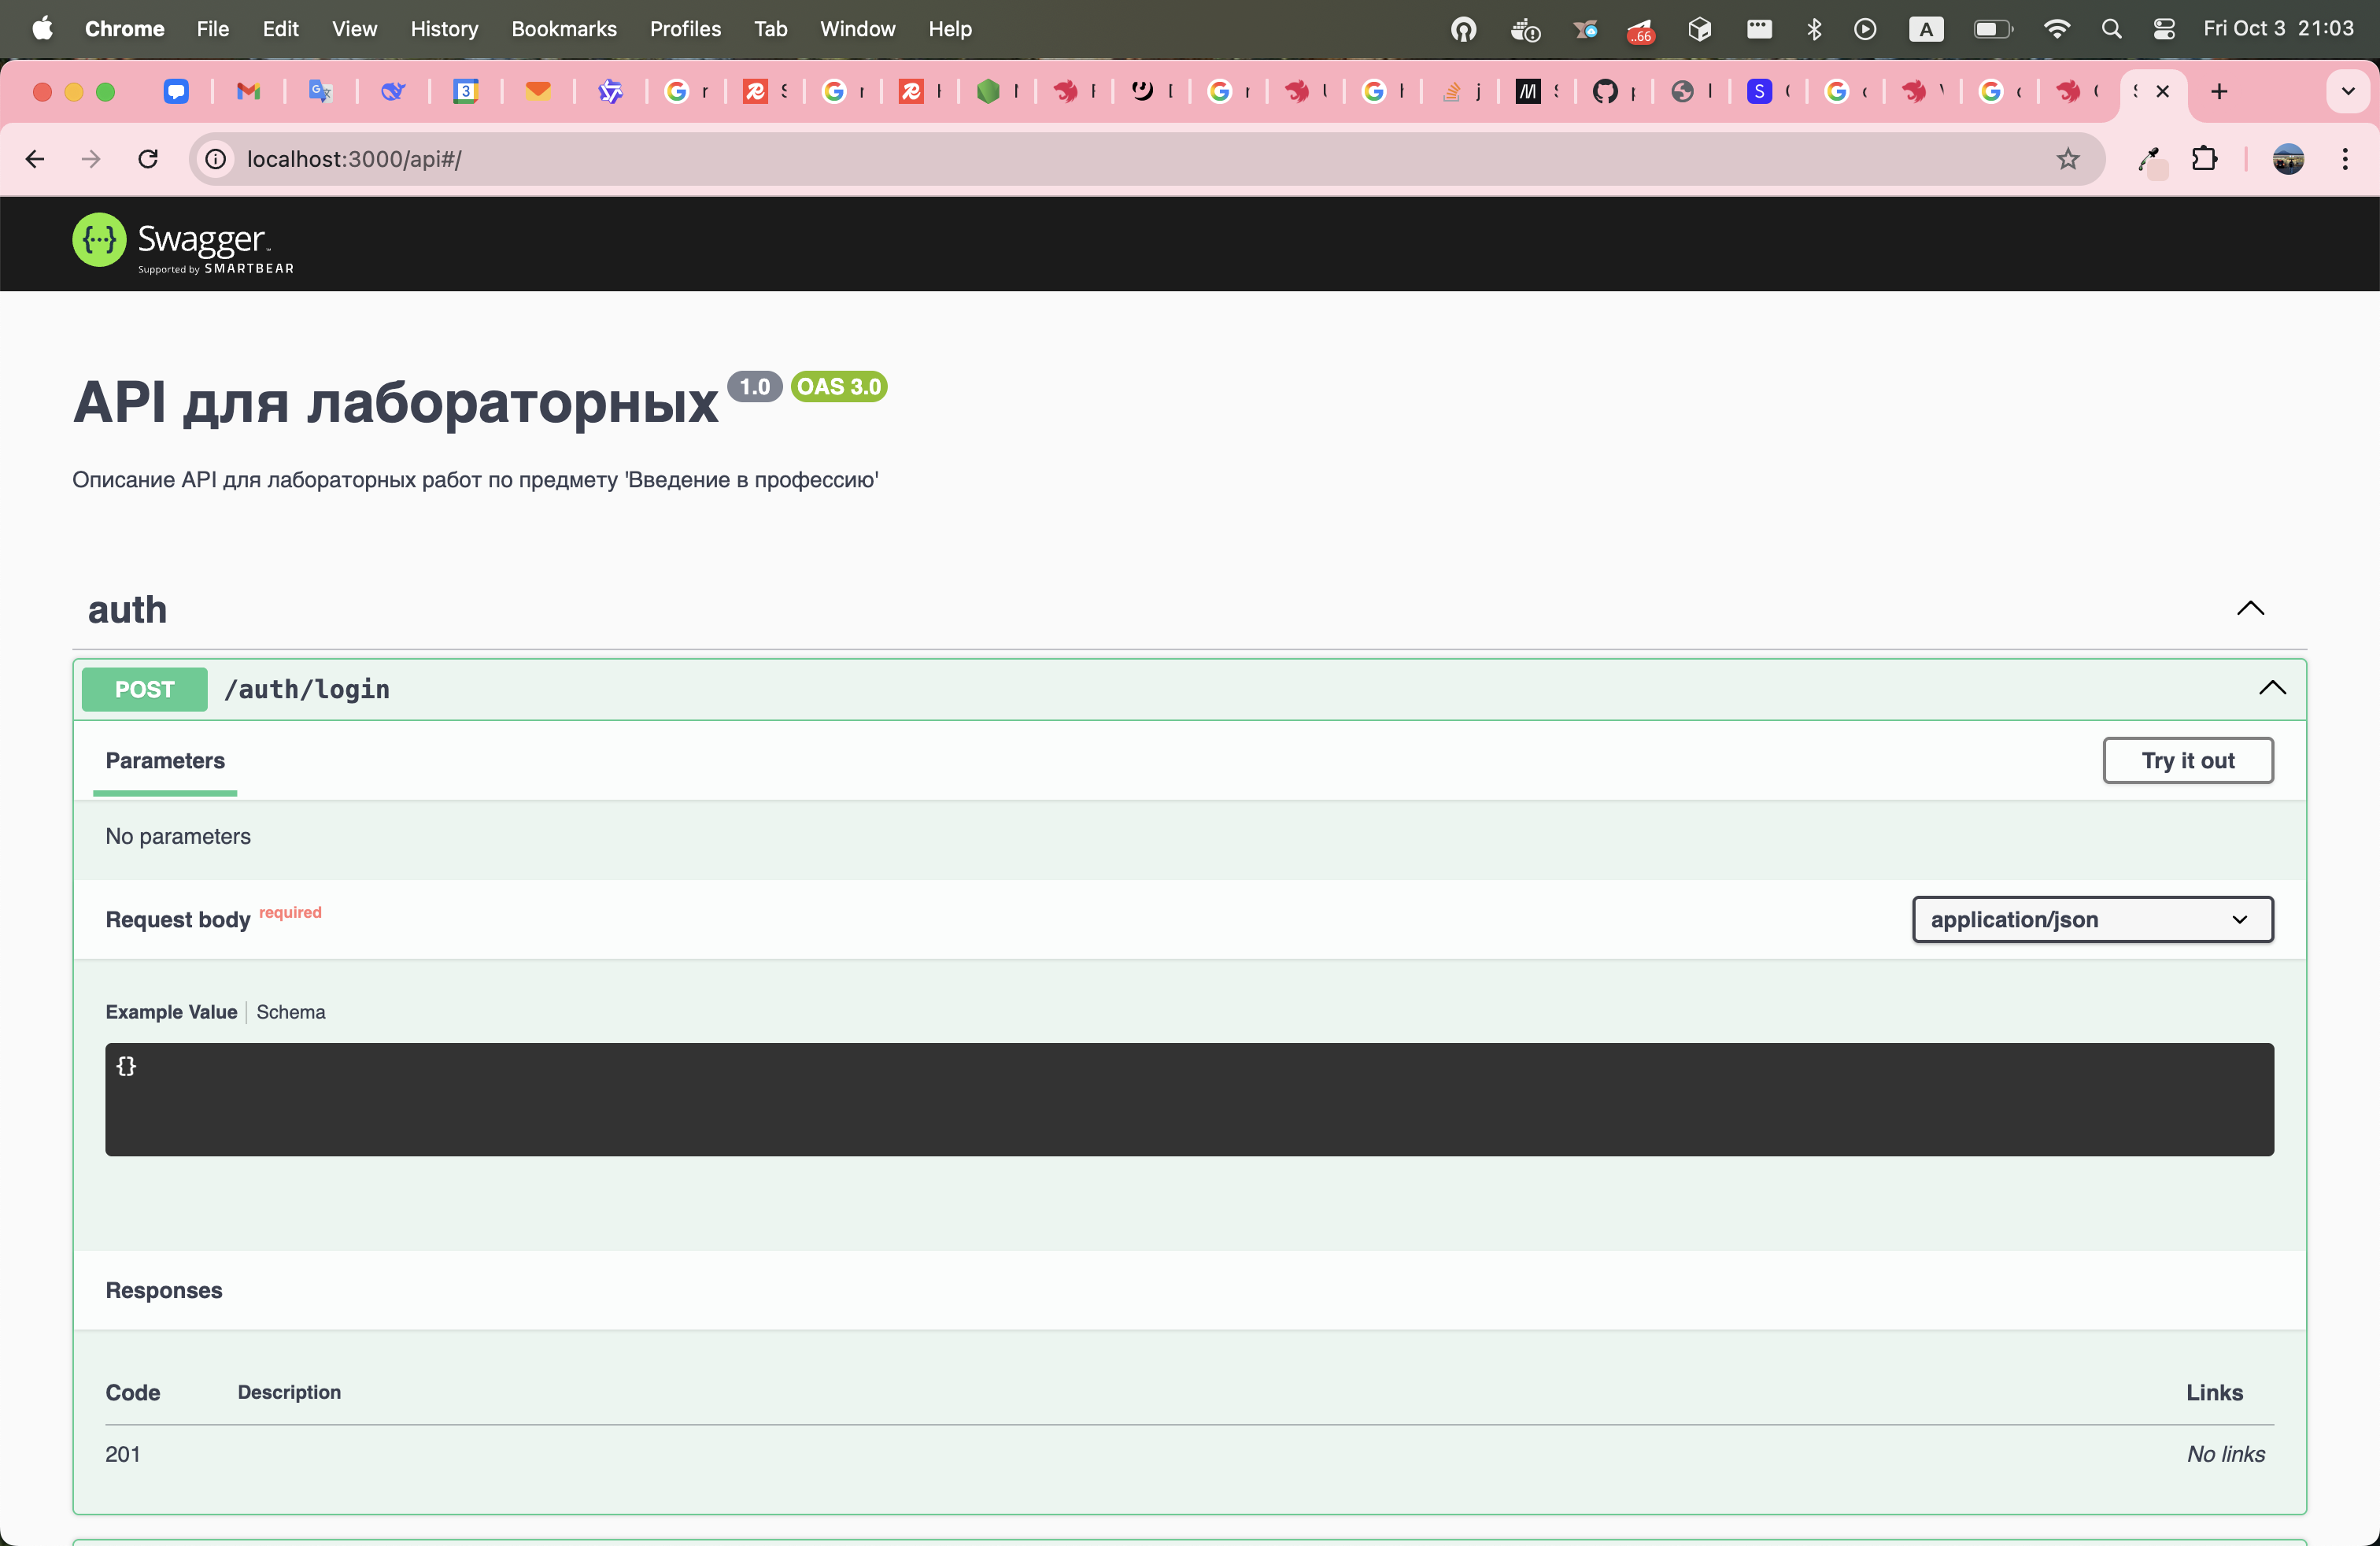 Chrome File Edit View History Bookmarks Profiles Tab Window Help ..66 A Fri Oct 3 21:03
3
localhost:3000/api#/
Swagger
Supported by SMARTBEAR
API для лабораторных 1.0 OAS 3.0
Описание API для лабораторных работ по предмету 'Введение в профессию'
auth
POST /auth/login
Parameters Try it out
No parameters
Request body required application/json
Example Value Schema
{}
Responses
Code Description Links
201 No links